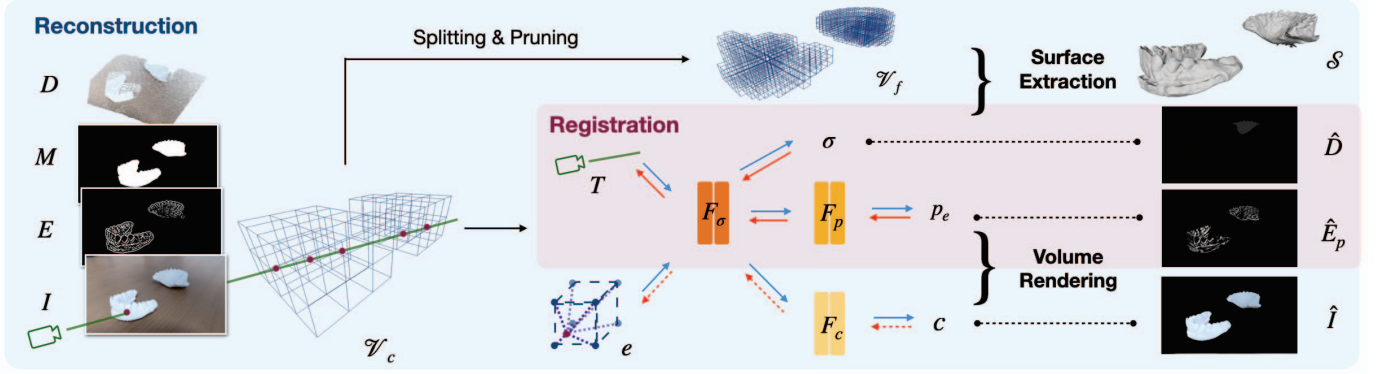 Reconstruction
Splitting & Pruning
D
M
E
I
𝒱_c
𝒱_f
Surface
Extraction
𝒮
Registration
T
F_σ
σ
F_p
p_e
e
F_c
c
Volume
Rendering
D̂
Ê_p
Î